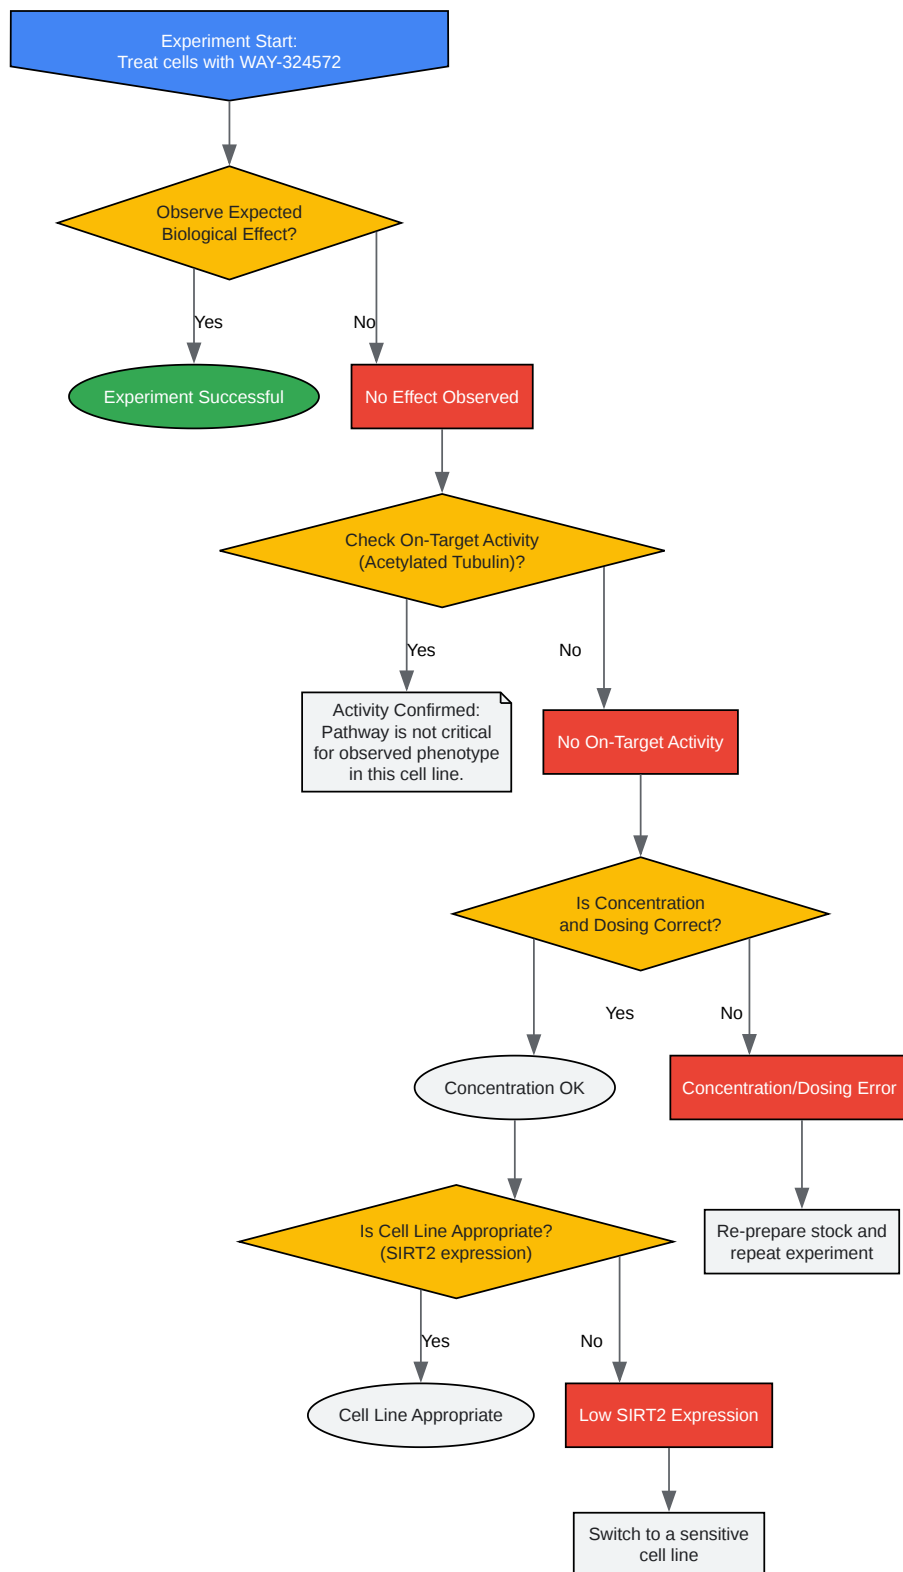 Experiment Start:
Treat cells with WAY-324572
Observe Expected
Biological Effect?
Yes
No
Experiment Successful
No Effect Observed
Check On-Target Activity
(Acetylated Tubulin)?
Yes
No
Activity Confirmed:
Pathway is not critical
for observed phenotype
in this cell line.
No On-Target Activity
Is Concentration
and Dosing Correct?
Yes
No
Concentration OK
Concentration/Dosing Error
Is Cell Line Appropriate?
(SIRT2 expression)
Re-prepare stock and
repeat experiment
Yes
No
Cell Line Appropriate
Low SIRT2 Expression
Switch to a sensitive
cell line